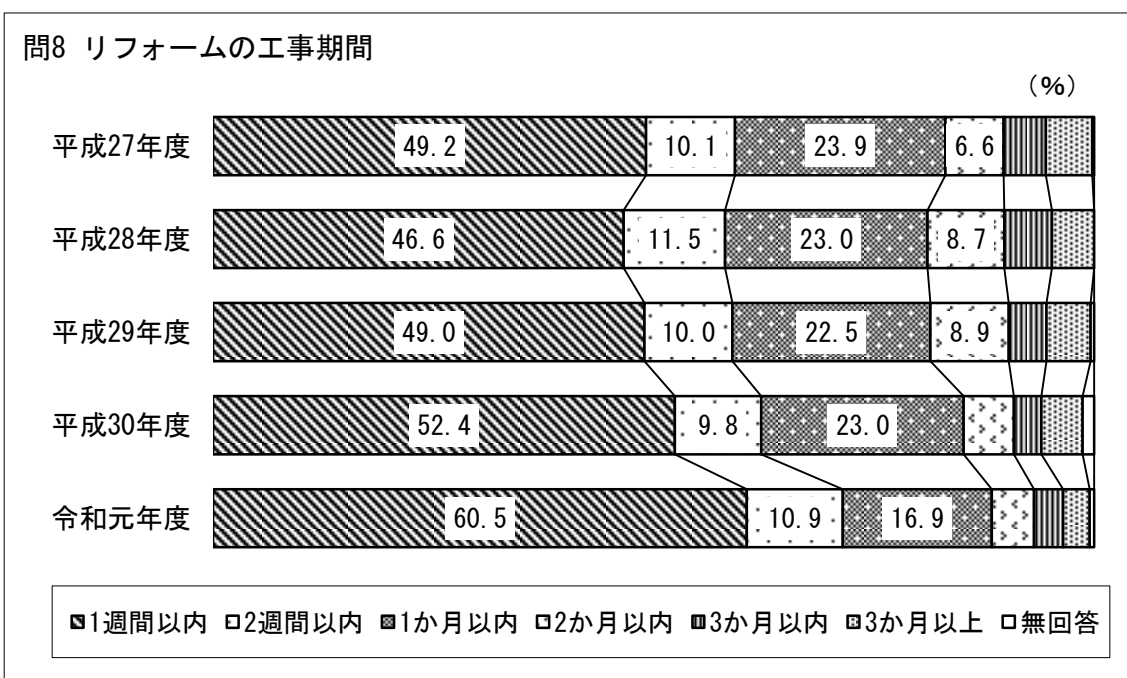 問8 リフォームの工事期間
（%）
平成27年度 49.2 10.1 23.9 6.6
平成28年度 46.6 11.5 23.0 8.7
平成29年度 49.0 10.0 22.5 8.9
平成30年度 52.4 9.8 23.0
令和元年度 60.5 10.9 16.9
1週間以内 2週間以内 1か月以内 2か月以内 3か月以内 3か月以上 無回答